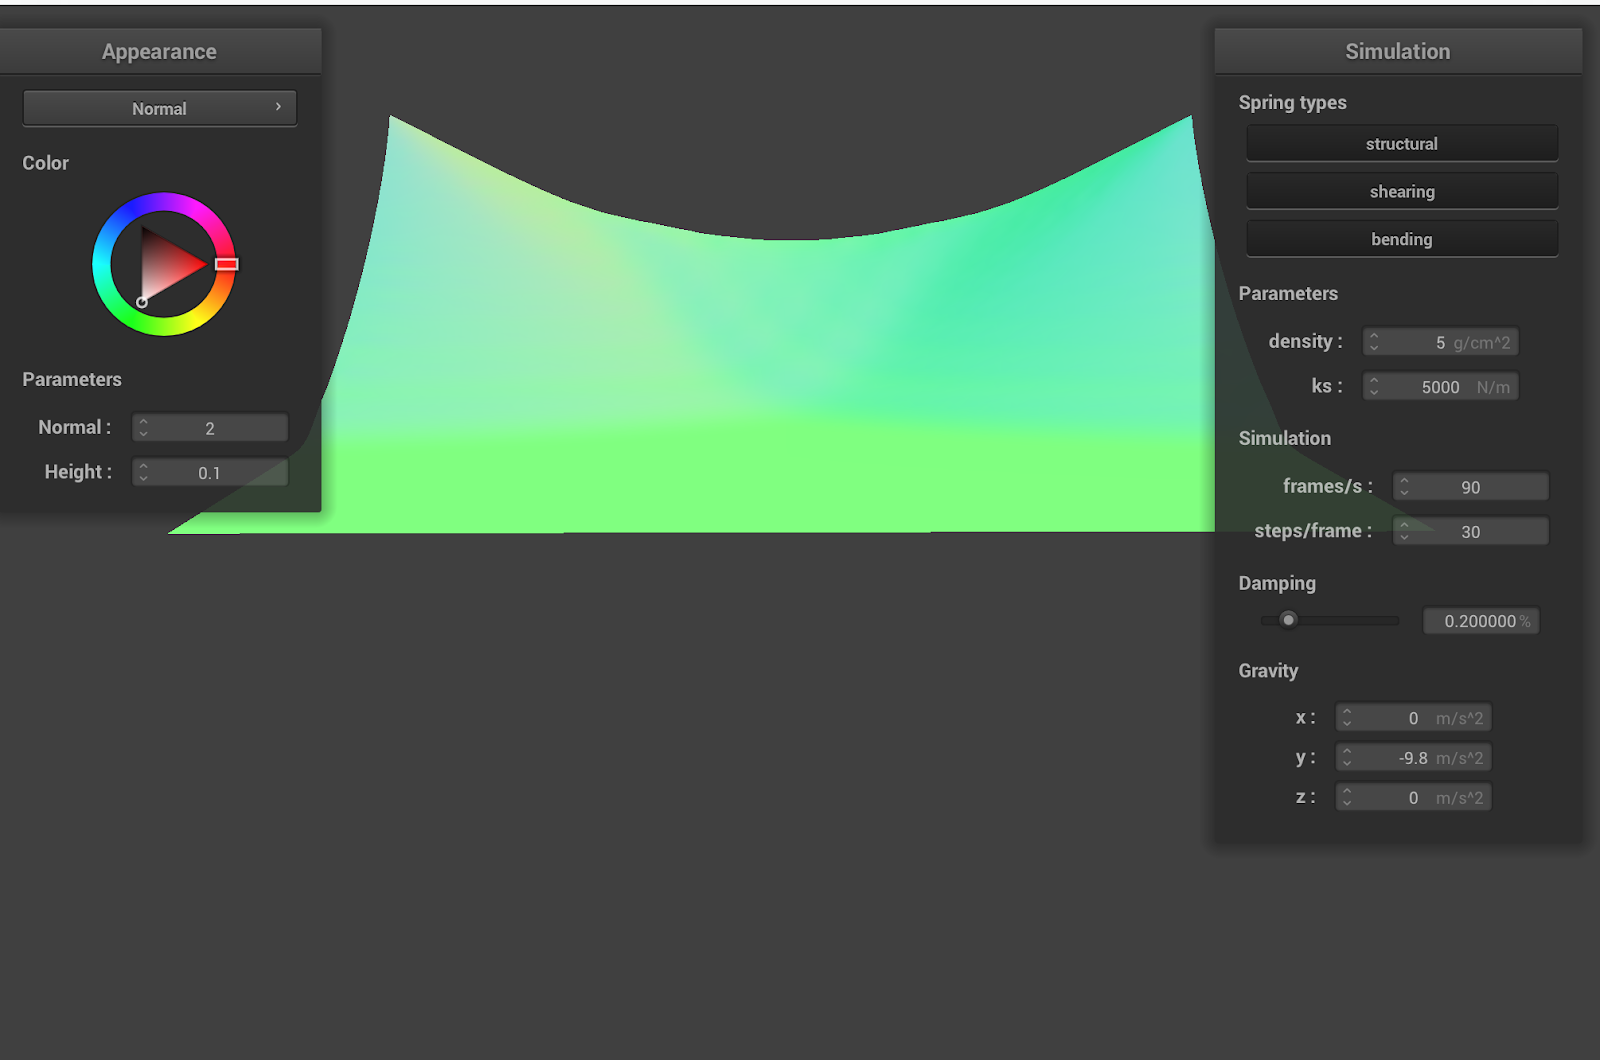 Appearance
Normal
Color
Parameters
Normal : 2
Height : 0.1
Simulation
Spring types
structural
shearing
bending
Parameters
density : 5 g/cm^2
ks : 5000 N/m
Simulation
frames/s : 90
steps/frame : 30
Damping
0.200000 %
Gravity
x : 0 m/s^2
y : -9.8 m/s^2
z : 0 m/s^2